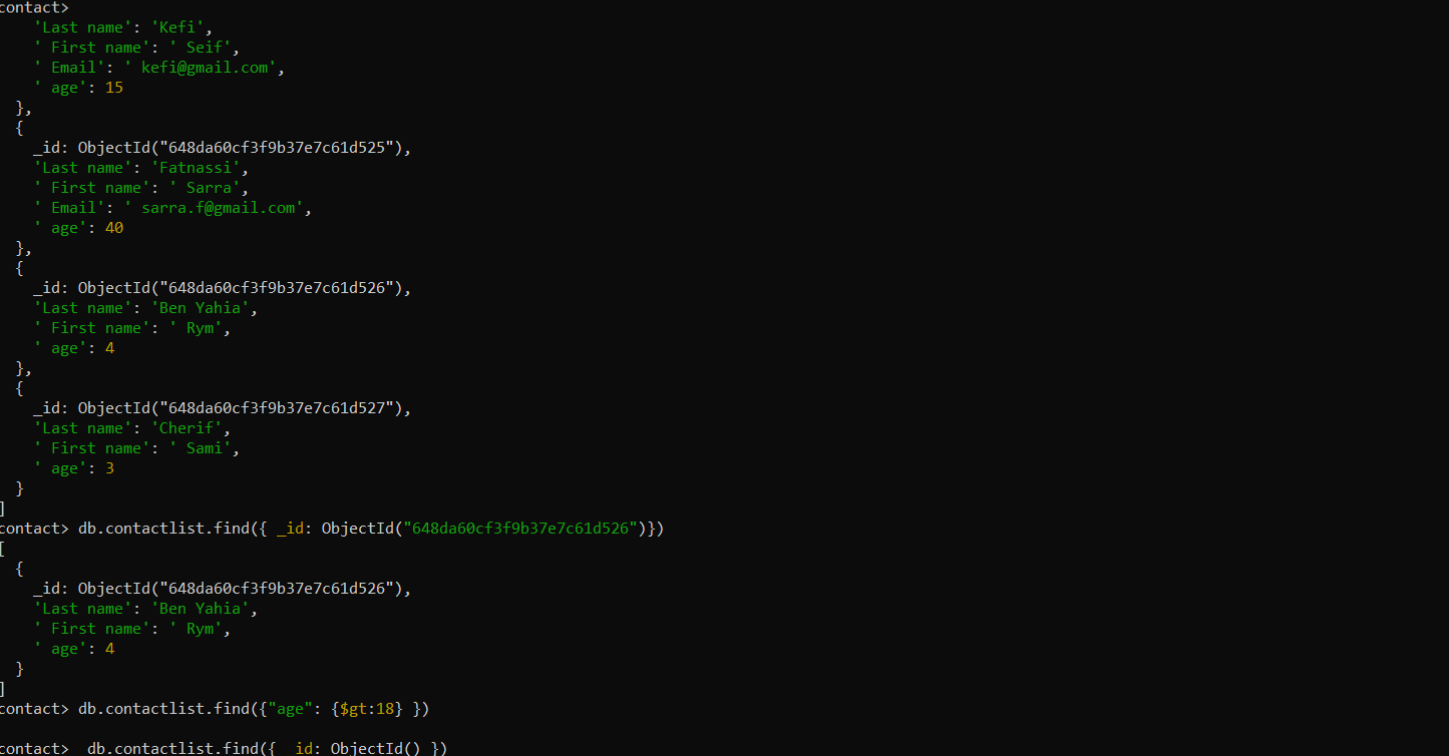 contact>
    'Last name': 'Kefi',
    ' First name': ' Seif',
    ' Email': ' kefi@gmail.com',
    ' age': 15
  },
  {
    _id: ObjectId("648da60cf3f9b37e7c61d525"),
    'Last name': 'Fatnassi',
    ' First name': ' Sarra',
    ' Email': ' sarra.f@gmail.com',
    ' age': 40
  },
  {
    _id: ObjectId("648da60cf3f9b37e7c61d526"),
    'Last name': 'Ben Yahia',
    ' First name': ' Rym',
    ' age': 4
  },
  {
    _id: ObjectId("648da60cf3f9b37e7c61d527"),
    'Last name': 'Cherif',
    ' First name': ' Sami',
    ' age': 3
  }
]
contact> db.contactlist.find({ _id: ObjectId("648da60cf3f9b37e7c61d526")})
[
  {
    _id: ObjectId("648da60cf3f9b37e7c61d526"),
    'Last name': 'Ben Yahia',
    ' First name': ' Rym',
    ' age': 4
  }
]
contact> db.contactlist.find({"age": {$gt:18} })
contact>  db.contactlist.find({ _id: ObjectId() })